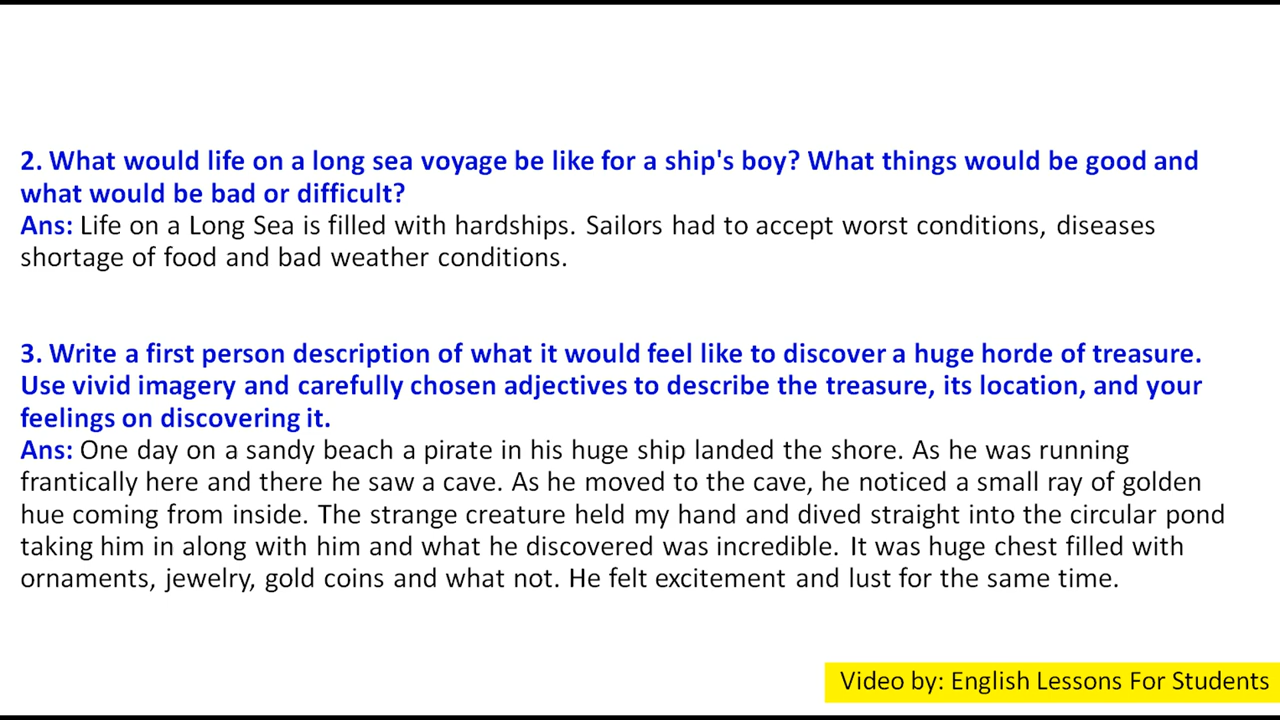 2. What would life on a long sea voyage be like for a ship's boy? What things would be good and
what would be bad or difficult?
Ans: Life on a Long Sea is filled with hardships. Sailors had to accept worst conditions, diseases
shortage of food and bad weather conditions.
3. Write a first person description of what it would feel like to discover a huge horde of treasure.
Use vivid imagery and carefully chosen adjectives to describe the treasure, its location, and your
feelings on discovering it.
Ans: One day on a sandy beach a pirate in his huge ship landed the shore. As he was running
frantically here and there he saw a cave. As he moved to the cave, he noticed a small ray of golden
hue coming from inside. The strange creature held my hand and dived straight into the circular pond
taking him in along with him and what he discovered was incredible. It was huge chest filled with
ornaments, jewelry, gold coins and what not. He felt excitement and lust for the same time.
Video by: English Lessons For Students